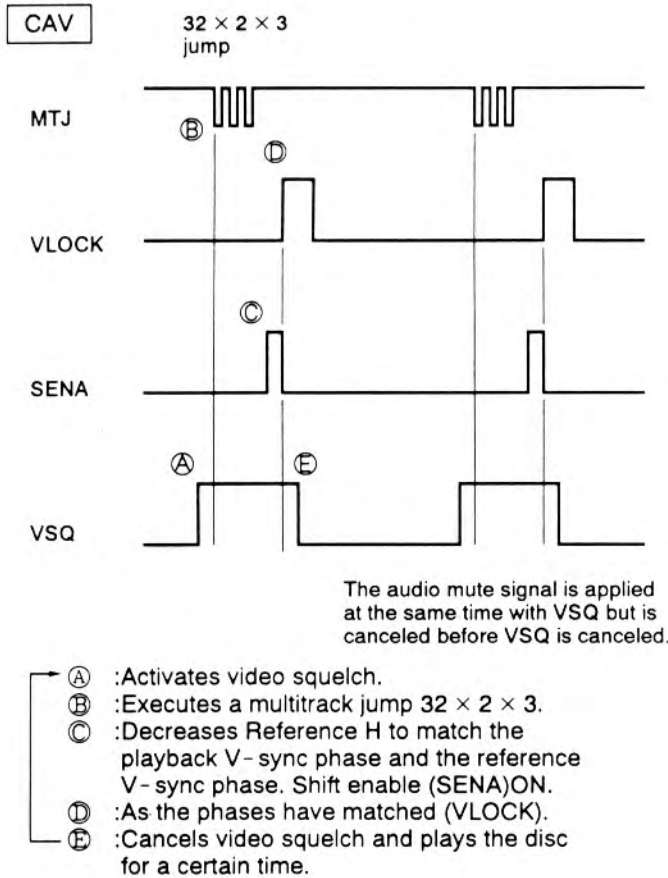 CAV
32 × 2 × 3
jump
MTJ
Ⓑ
Ⓓ
VLOCK
Ⓒ
SENA
Ⓐ
Ⓔ
VSQ
The audio mute signal is applied
at the same time with VSQ but is
canceled before VSQ is canceled.
Ⓐ :Activates video squelch.
Ⓑ :Executes a multitrack jump 32 × 2 × 3.
Ⓒ :Decreases Reference H to match the
playback V-sync phase and the reference
V-sync phase. Shift enable (SENA)ON.
Ⓓ :As the phases have matched (VLOCK).
Ⓔ :Cancels video squelch and plays the disc
for a certain time.